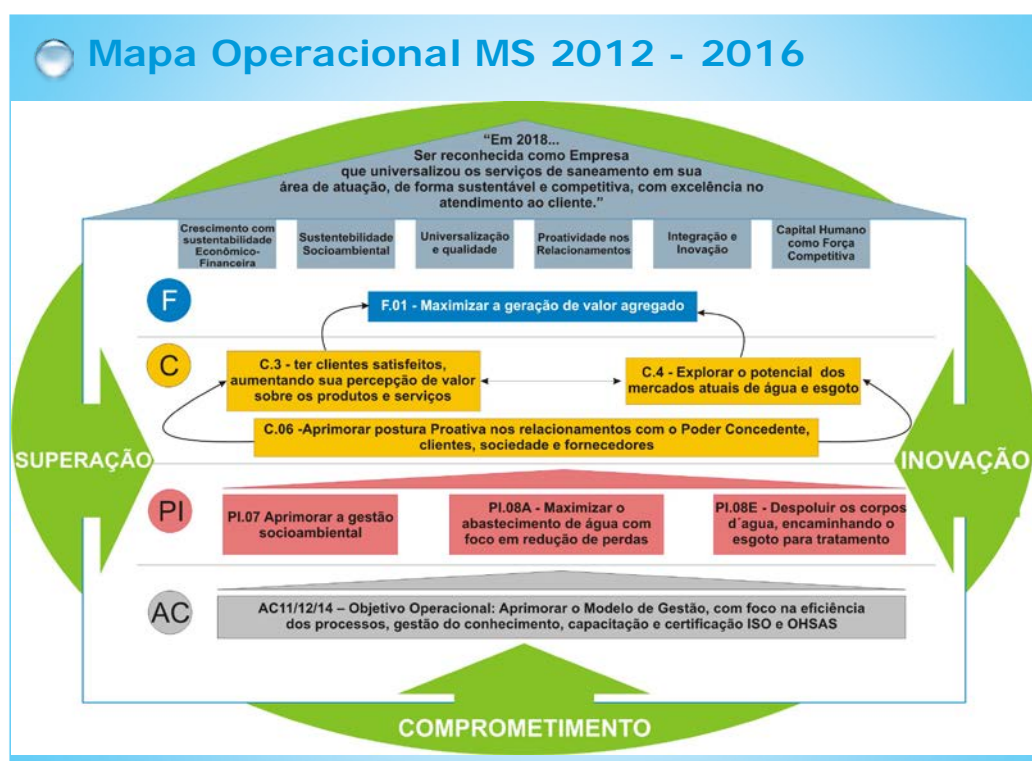 Mapa Operacional MS 2012 - 2016
“Em 2018...
Ser reconhecida como Empresa
que universalizou os serviços de saneamento em sua
área de atuação, de forma sustentável e competitiva, com excelência no
atendimento ao cliente.”
Crescimento com
sustentabilidade
Econômico-
Financeira
Sustentebilidade
Socioambiental
Universalização
e qualidade
Proatividade nos
Relacionamentos
Integração e
Inovação
Capital Humano
como Força
Competitiva
F
F.01 - Maximizar a geração de valor agregado
C
C.3 - ter clientes satisfeitos,
aumentando sua percepção de valor
sobre os produtos e serviços
C.4 - Explorar o potencial dos
mercados atuais de água e esgoto
C.06 -Aprimorar postura Proativa nos relacionamentos com o Poder Concedente,
clientes, sociedade e fornecedores
SUPERAÇÃO
INOVAÇÃO
PI
PI.07 Aprimorar a gestão
socioambiental
PI.08A - Maximizar o
abastecimento de água com
foco em redução de perdas
PI.08E - Despoluir os corpos
d´agua, encaminhando o
esgoto para tratamento
AC
AC11/12/14 – Objetivo Operacional: Aprimorar o Modelo de Gestão, com foco na eficiência
dos processos, gestão do conhecimento, capacitação e certificação ISO e OHSAS
COMPROMETIMENTO